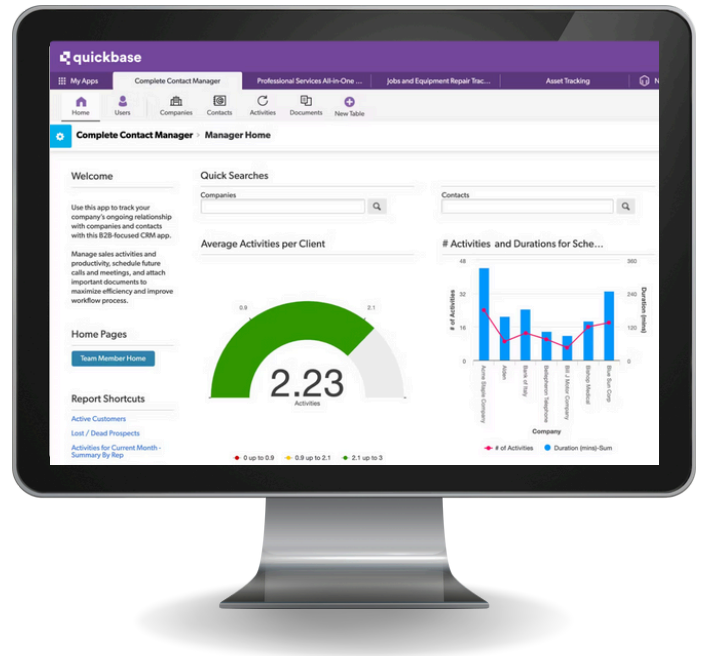 quickbase
My Apps
Complete Contact Manager
Professional Services All-in-One ...
Jobs and Equipment Repair Trac...
Asset Tracking
N
Home
Users
Companies
Contacts
Activities
Documents
New Table
Complete Contact Manager > Manager Home
Welcome
Use this app to track your
company's ongoing relationship
with companies and contacts
with this B2B-focused CRM app.
Manage sales activities and
productivity, schedule future
calls and meetings, and attach
important documents to
maximize efficiency and improve
workflow process.
Home Pages
Team Member Home
Report Shortcuts
Active Customers
Lost / Dead Prospects
Activities for Current Month -
Summary By Rep
Quick Searches
Companies
Contacts
Average Activities per Client
0.9
2.1
2.23
Activities
0 up to 0.9
0.9 up to 2.1
2.1 up to 3
# Activities and Durations for Sche...
48
32
16
0
# of Activities
360
240
120
0
Duration (mins)
Acme Staple Company
Alden
Bank of Italy
Bellepheron Telephone
Bill J Motor Company
Bishop Medical
Blue Sun Corp
Company
# of Activities
Duration (mins)-Sum